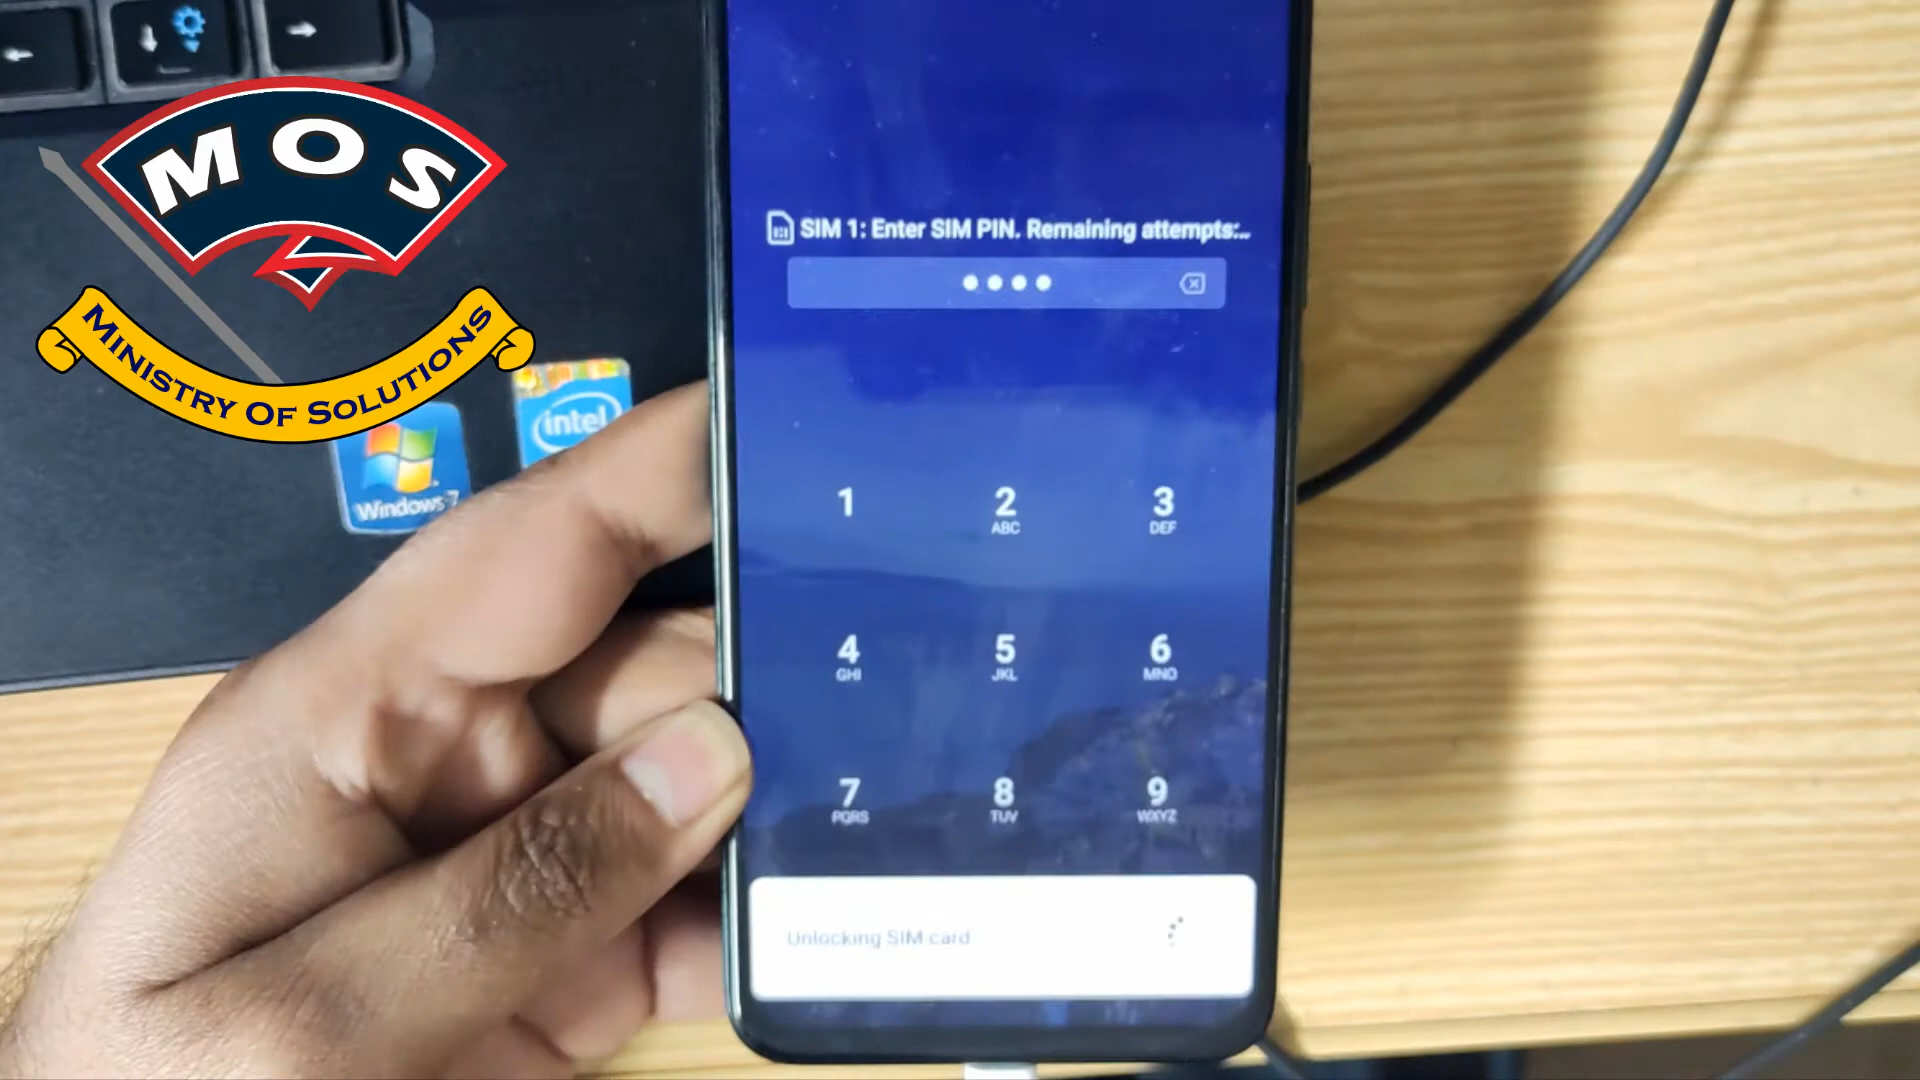 MOS
MINISTRY OF SOLUTIONS
Windows 7
intel
SIM 1: Enter SIM PIN. Remaining attempts:...
1
2
ABC
3
DEF
4
GHI
5
JKL
6
MNO
7
PQRS
8
TUV
9
WXYZ
Unlocking SIM card